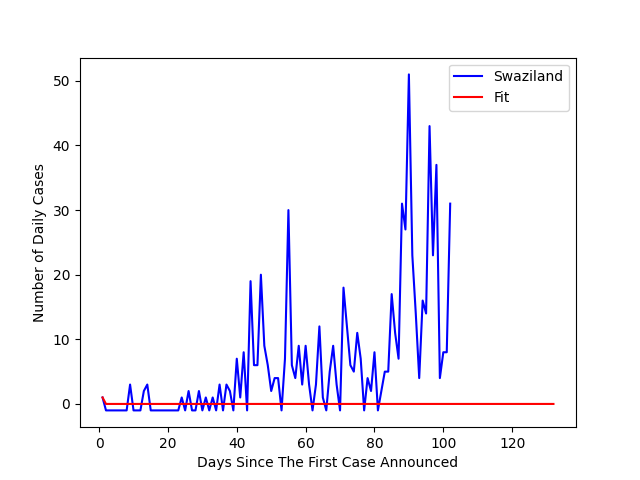 Swaziland
Fit
50
40
30
20
10
0
Number of Daily Cases
0 20 40 60 80 100 120
Days Since The First Case Announced